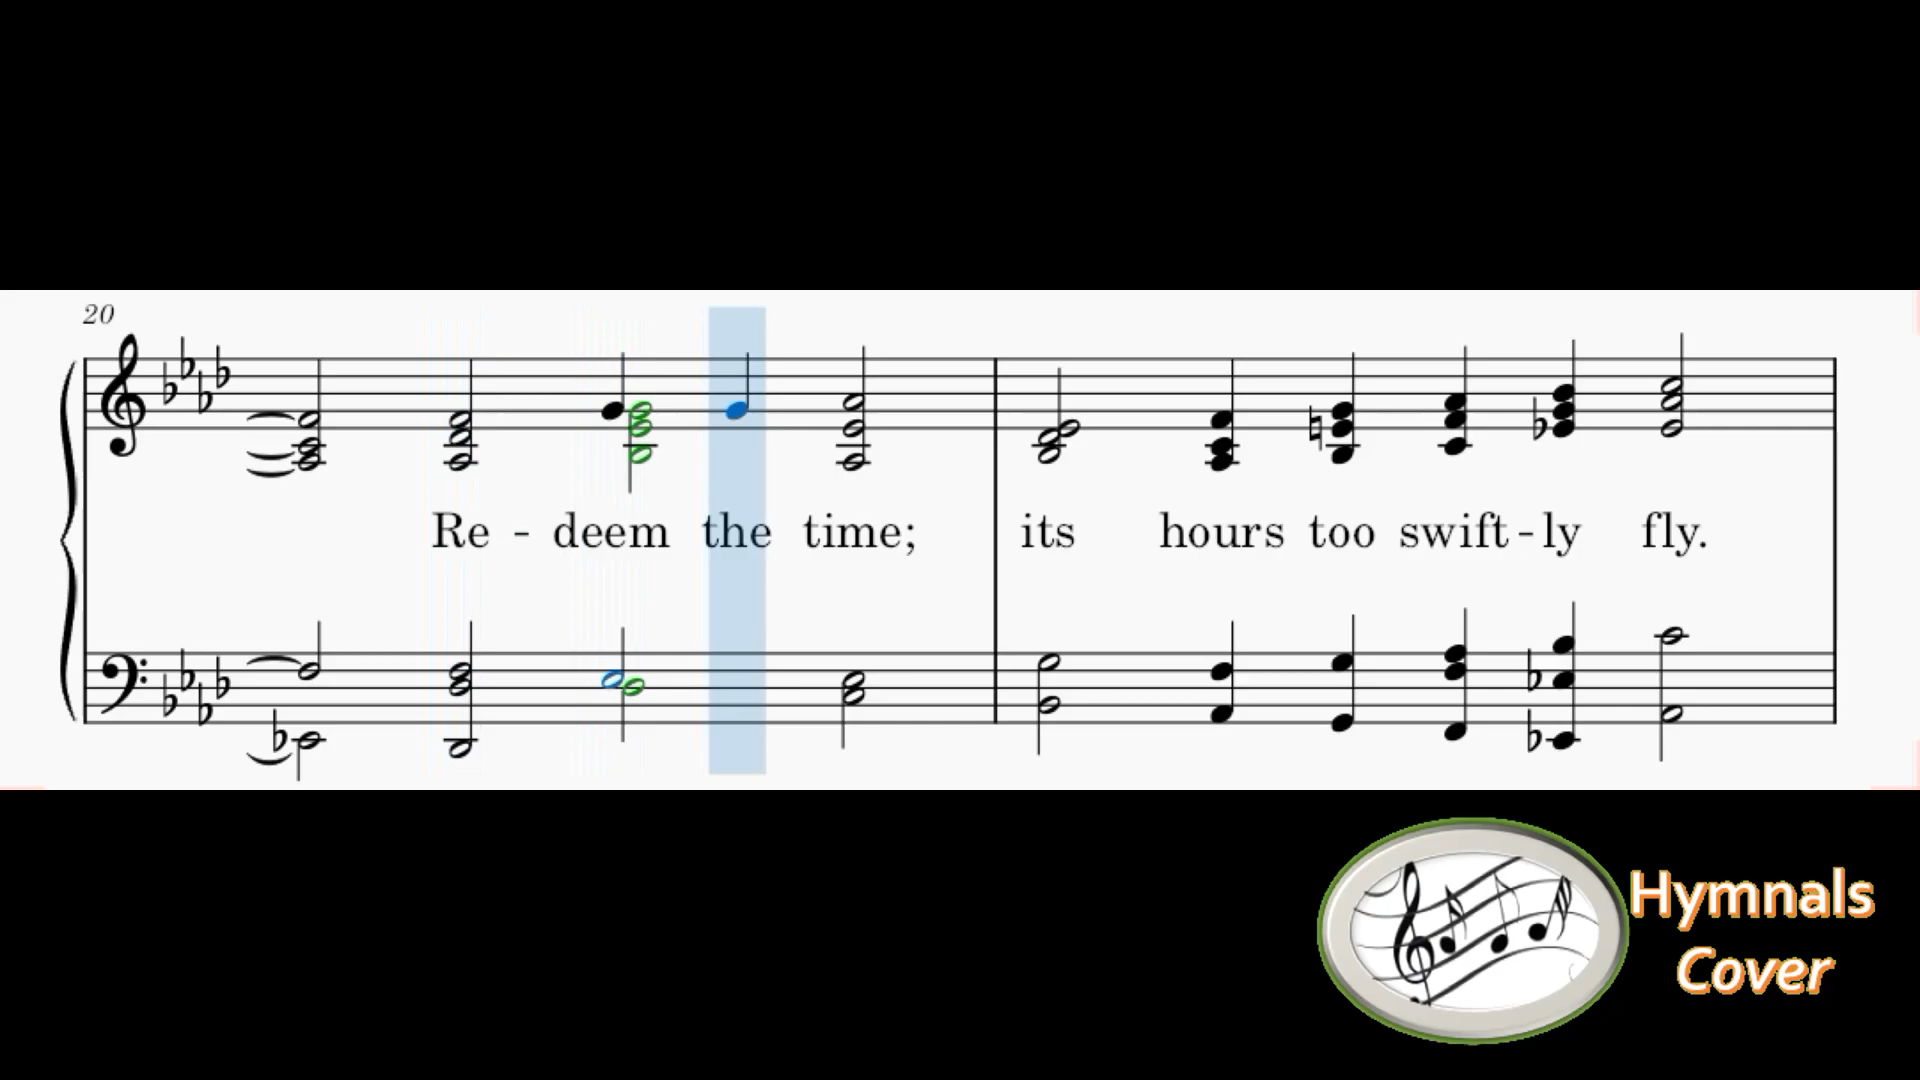 20
Re - deem the time; its hours too swift - ly fly.
Hymnals
Cover